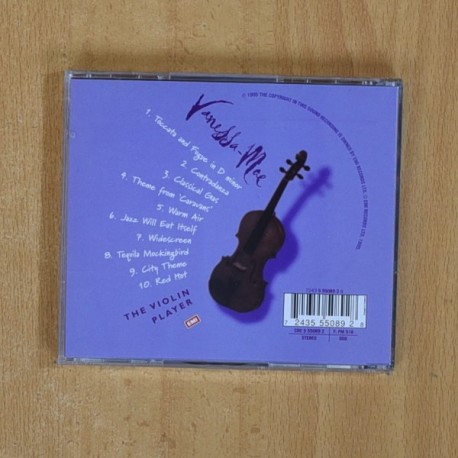 Vanessa-Mae
1. Toccata and Fugue in D minor
2. Contradanza
3. Classical Gas
4. Theme from 'Caravans'
5. Warm Air
6. Jazz Will Eat Itself
7. Widescreen
8. Tequila Mockingbird
9. City Theme
10. Red Hot
THE VIOLIN
PLAYER
EMI
7 2435 55089 2
STEREO